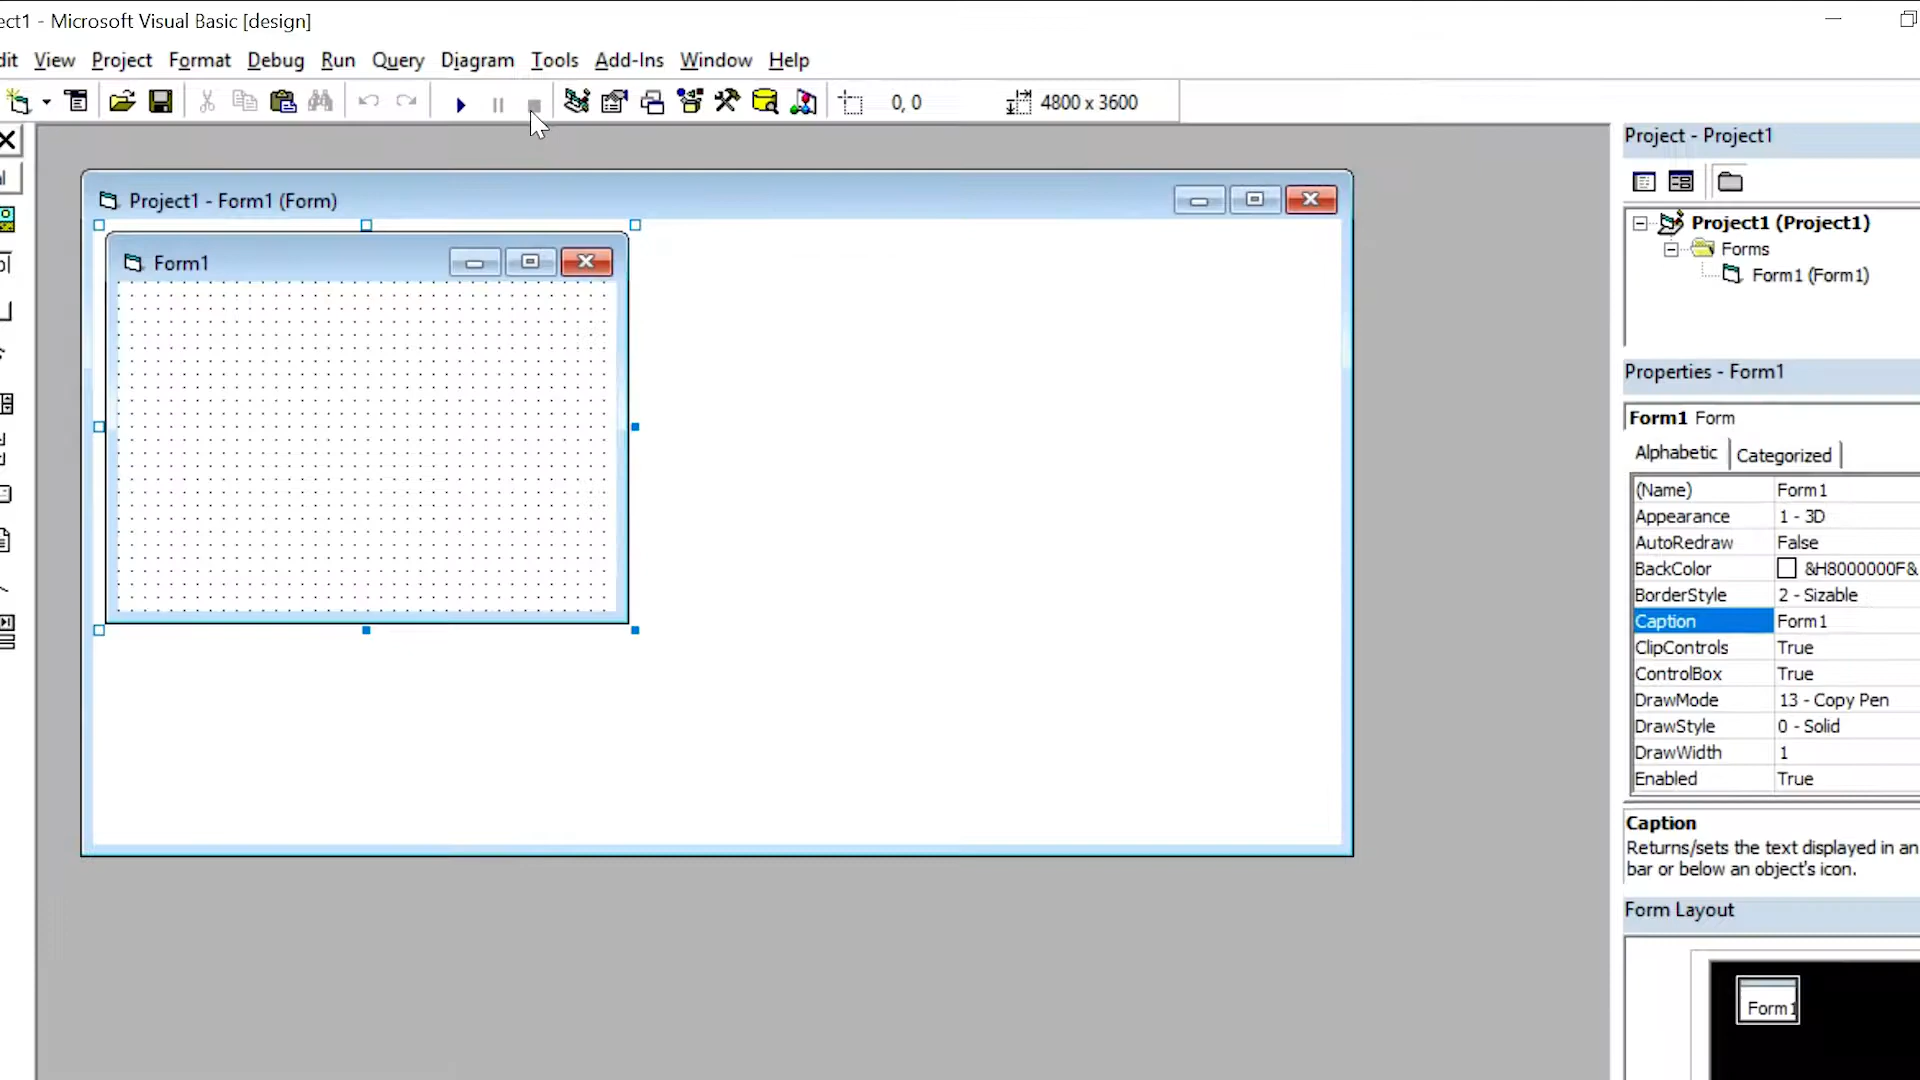 ect1 - Microsoft Visual Basic [design]
dit View Project Format Debug Run Query Diagram Tools Add-Ins Window Help
0, 0 4800 x 3600
Project - Project1
Project1 - Form1 (Form)
Project1 (Project1)
Forms
Form1 (Form1)
Form1
Properties - Form1
Form1 Form
Alphabetic Categorized
(Name) Form1
Appearance 1 - 3D
AutoRedraw False
BackColor &H8000000F&
BorderStyle 2 - Sizable
Caption Form1
ClipControls True
ControlBox True
DrawMode 13 - Copy Pen
DrawStyle 0 - Solid
DrawWidth 1
Enabled True
Caption
Returns/sets the text displayed in an
bar or below an object's icon.
Form Layout
Form1